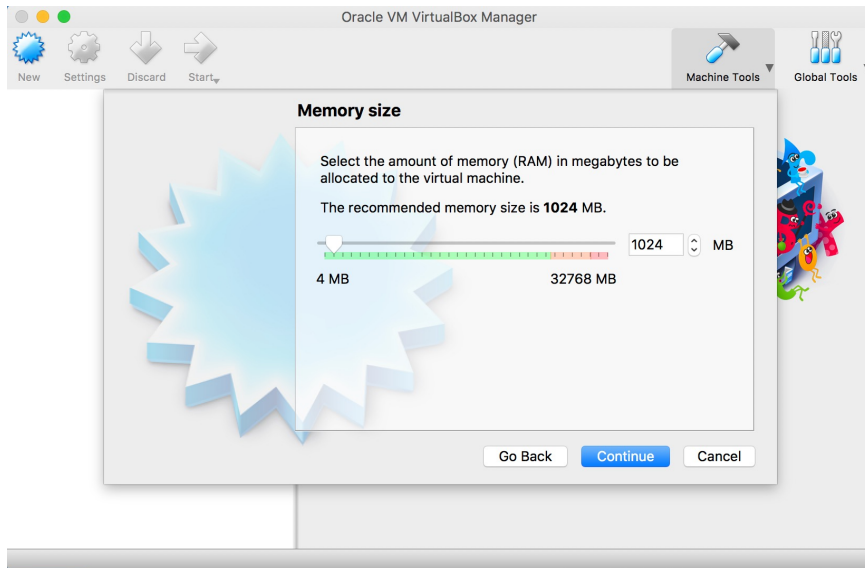 Oracle VM VirtualBox Manager
New Settings Discard Start Machine Tools Global Tools
Memory size
Select the amount of memory (RAM) in megabytes to be
allocated to the virtual machine.
The recommended memory size is 1024 MB.
1024 MB
4 MB 32768 MB
Go Back Continue Cancel